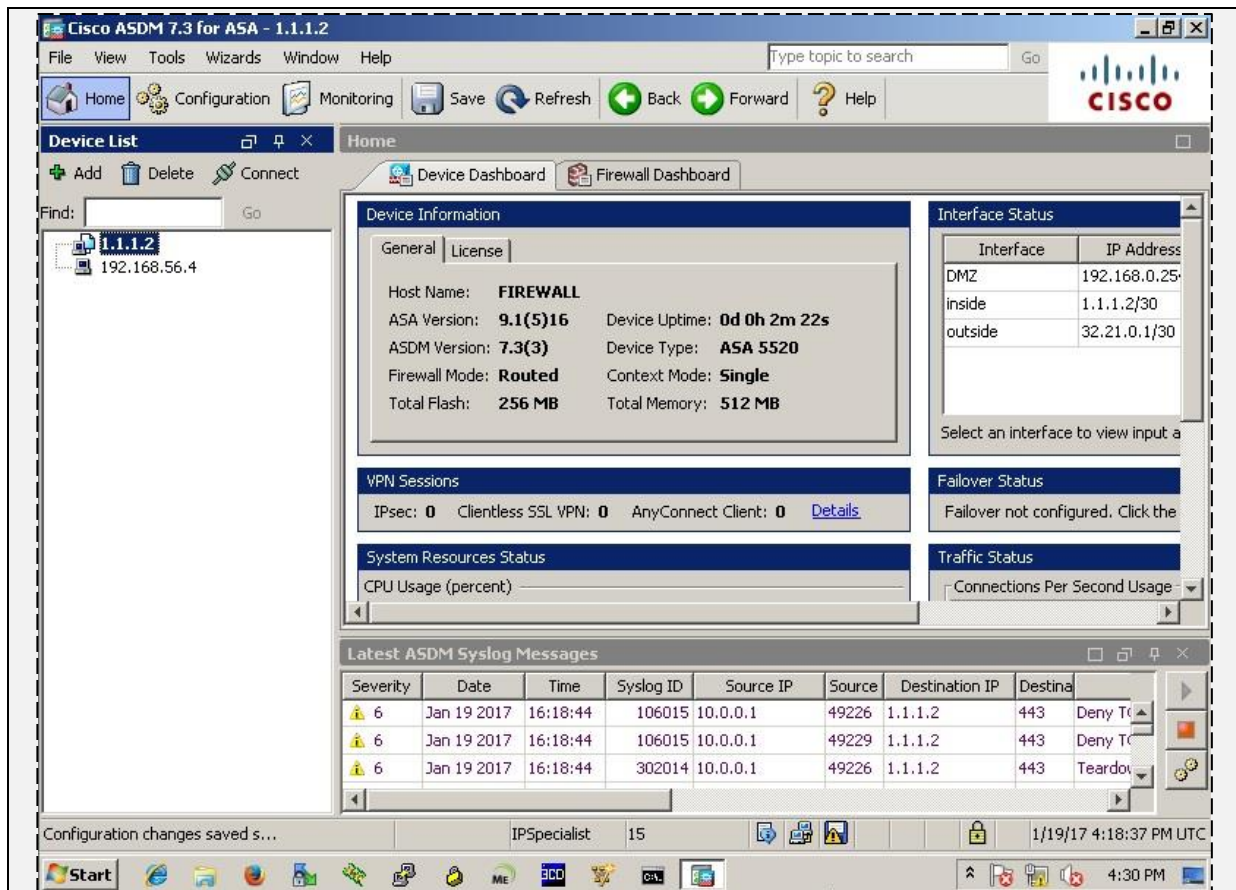 Cisco ASDM 7.3 for ASA - 1.1.1.2
File View Tools Wizards Window Help
Type topic to search Go
Home Configuration Monitoring Save Refresh Back Forward Help
CISCO
Device List
Add Delete Connect
Find: Go
1.1.1.2
192.168.56.4
Home
Device Dashboard Firewall Dashboard
Device Information
General License
Host Name: FIREWALL
ASA Version: 9.1(5)16 Device Uptime: 0d 0h 2m 22s
ASDM Version: 7.3(3) Device Type: ASA 5520
Firewall Mode: Routed Context Mode: Single
Total Flash: 256 MB Total Memory: 512 MB
Interface Status
Interface IP Address
DMZ 192.168.0.25
inside 1.1.1.2/30
outside 32.21.0.1/30
Select an interface to view input a
VPN Sessions
IPsec: 0 Clientless SSL VPN: 0 AnyConnect Client: 0 Details
Failover Status
Failover not configured. Click the
System Resources Status
CPU Usage (percent)
Traffic Status
Connections Per Second Usage
Latest ASDM Syslog Messages
Severity Date Time Syslog ID Source IP Source Destination IP Destina
6 Jan 19 2017 16:18:44 106015 10.0.0.1 49226 1.1.1.2 443 Deny TC
6 Jan 19 2017 16:18:44 106015 10.0.0.1 49229 1.1.1.2 443 Deny TC
6 Jan 19 2017 16:18:44 302014 10.0.0.1 49226 1.1.1.2 443 Teardo
Configuration changes saved s... IPSpecialist 15 1/19/17 4:18:37 PM UTC
Start ME BCD C:\. 4:30 PM